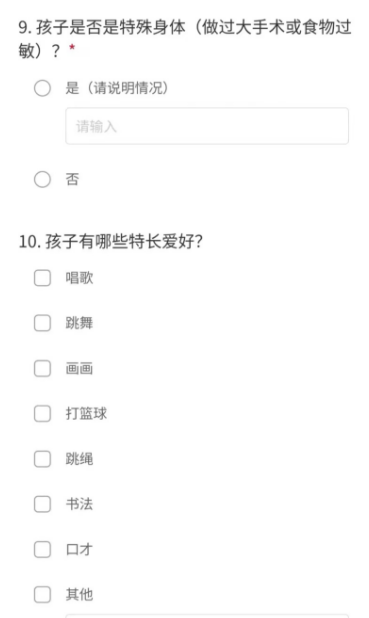 9. 孩子是否是特殊身体（做过大手术或食物过
敏）？*
是（请说明情况）
请输入
否
10. 孩子有哪些特长爱好?
唱歌
跳舞
画画
打篮球
跳绳
书法
口才
其他